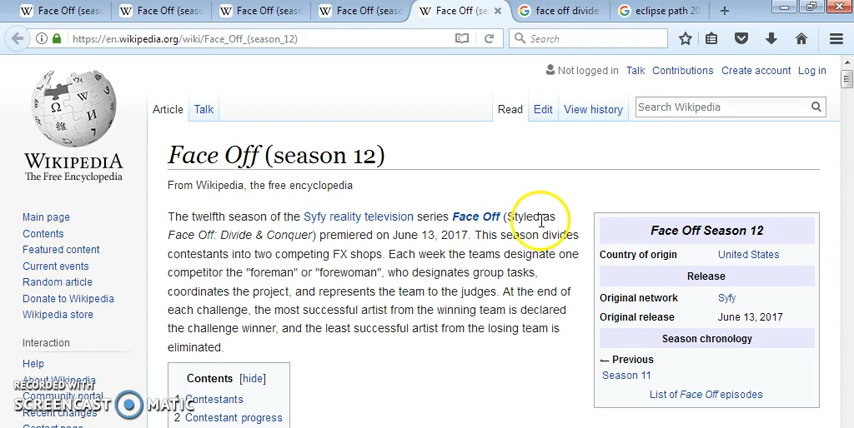 Face Off (seas
Face Off (seas
Face Off (seas
Face Off (seas
Face Off (se
face off divide
eclipse path 20
https://en.wikipedia.org/wiki/Face_Off_(season_12)
Search
Not logged in Talk Contributions Create account Log in
Article Talk Read Edit View history Search Wikipedia
WIKIPEDIA
The Free Encyclopedia
Main page
Contents
Featured content
Current events
Random article
Donate to Wikipedia
Wikipedia store
Interaction
Help
About Wikipedia
Community portal
Recent changes
Contact page
Face Off (season 12)
From Wikipedia, the free encyclopedia
The twelfth season of the Syfy reality television series Face Off (Styled as
Face Off: Divide & Conquer) premiered on June 13, 2017. This season divides
contestants into two competing FX shops. Each week the teams designate one
competitor the "foreman" or "forewoman", who designates group tasks,
coordinates the project, and represents the team to the judges. At the end of
each challenge, the most successful artist from the winning team is declared
the challenge winner, and the least successful artist from the losing team is
eliminated.
Contents [hide]
1 Contestants
2 Contestant progress
Face Off Season 12
Country of origin United States
Release
Original network Syfy
Original release June 13, 2017
Season chronology
← Previous
Season 11
List of Face Off episodes
RECORDED WITH
SCREENCAST MATIC